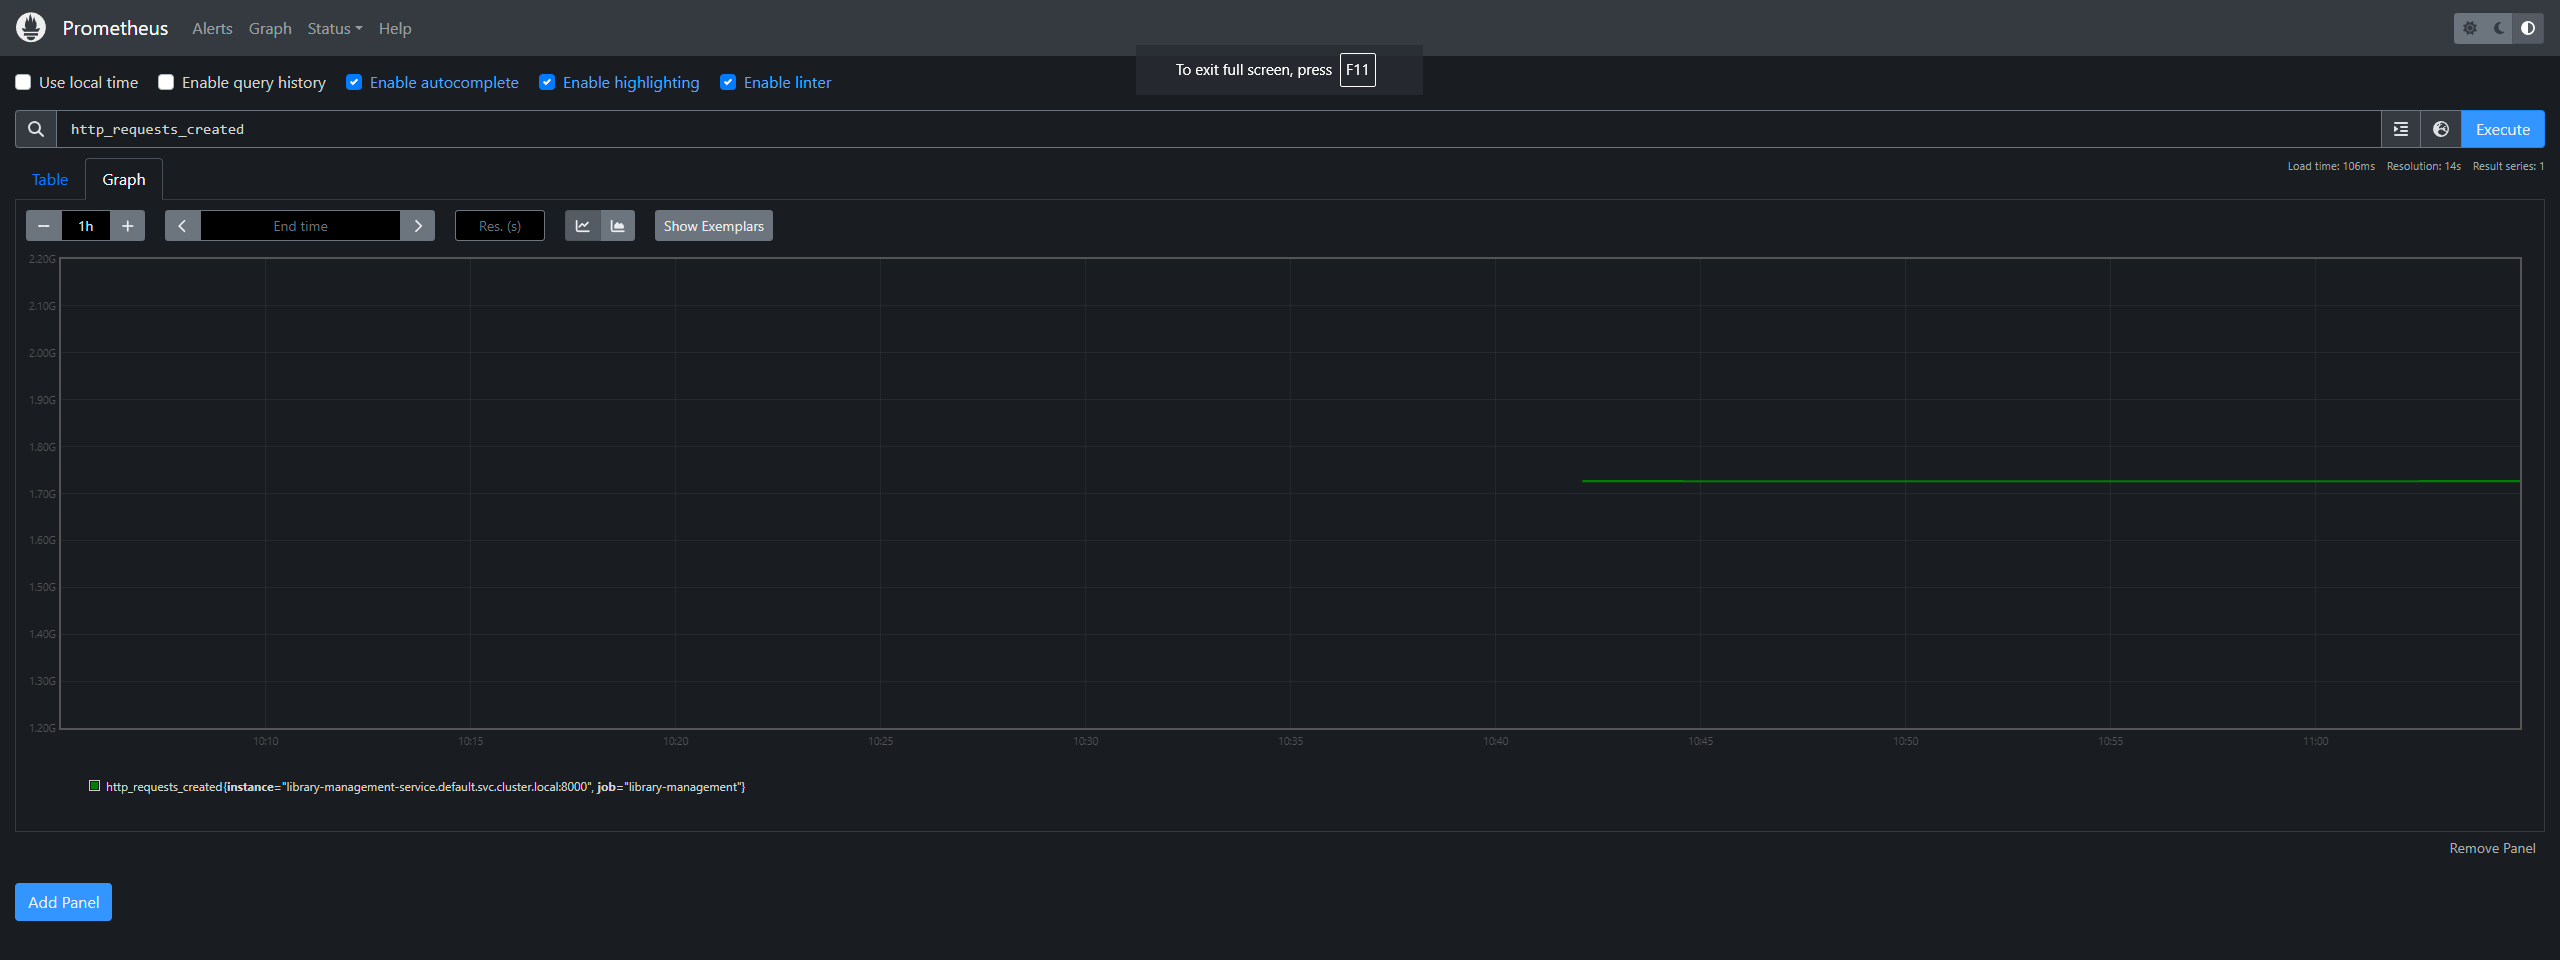 Prometheus Alerts Graph Status Help
To exit full screen, press F11
Use local time Enable query history Enable autocomplete Enable highlighting Enable linter
http_requests_created Execute
Load time: 106ms Resolution: 14s Result series: 1
Table Graph
1h End time Res. (s) Show Exemplars
2.20G
2.10G
2.00G
1.90G
1.80G
1.70G
1.60G
1.50G
1.40G
1.30G
1.20G
10:10 10:15 10:20 10:25 10:30 10:35 10:40 10:45 10:50 10:55 11:00
http_requests_created{instance="library-management-service.default.svc.cluster.local:8000", job="library-management"}
Remove Panel
Add Panel